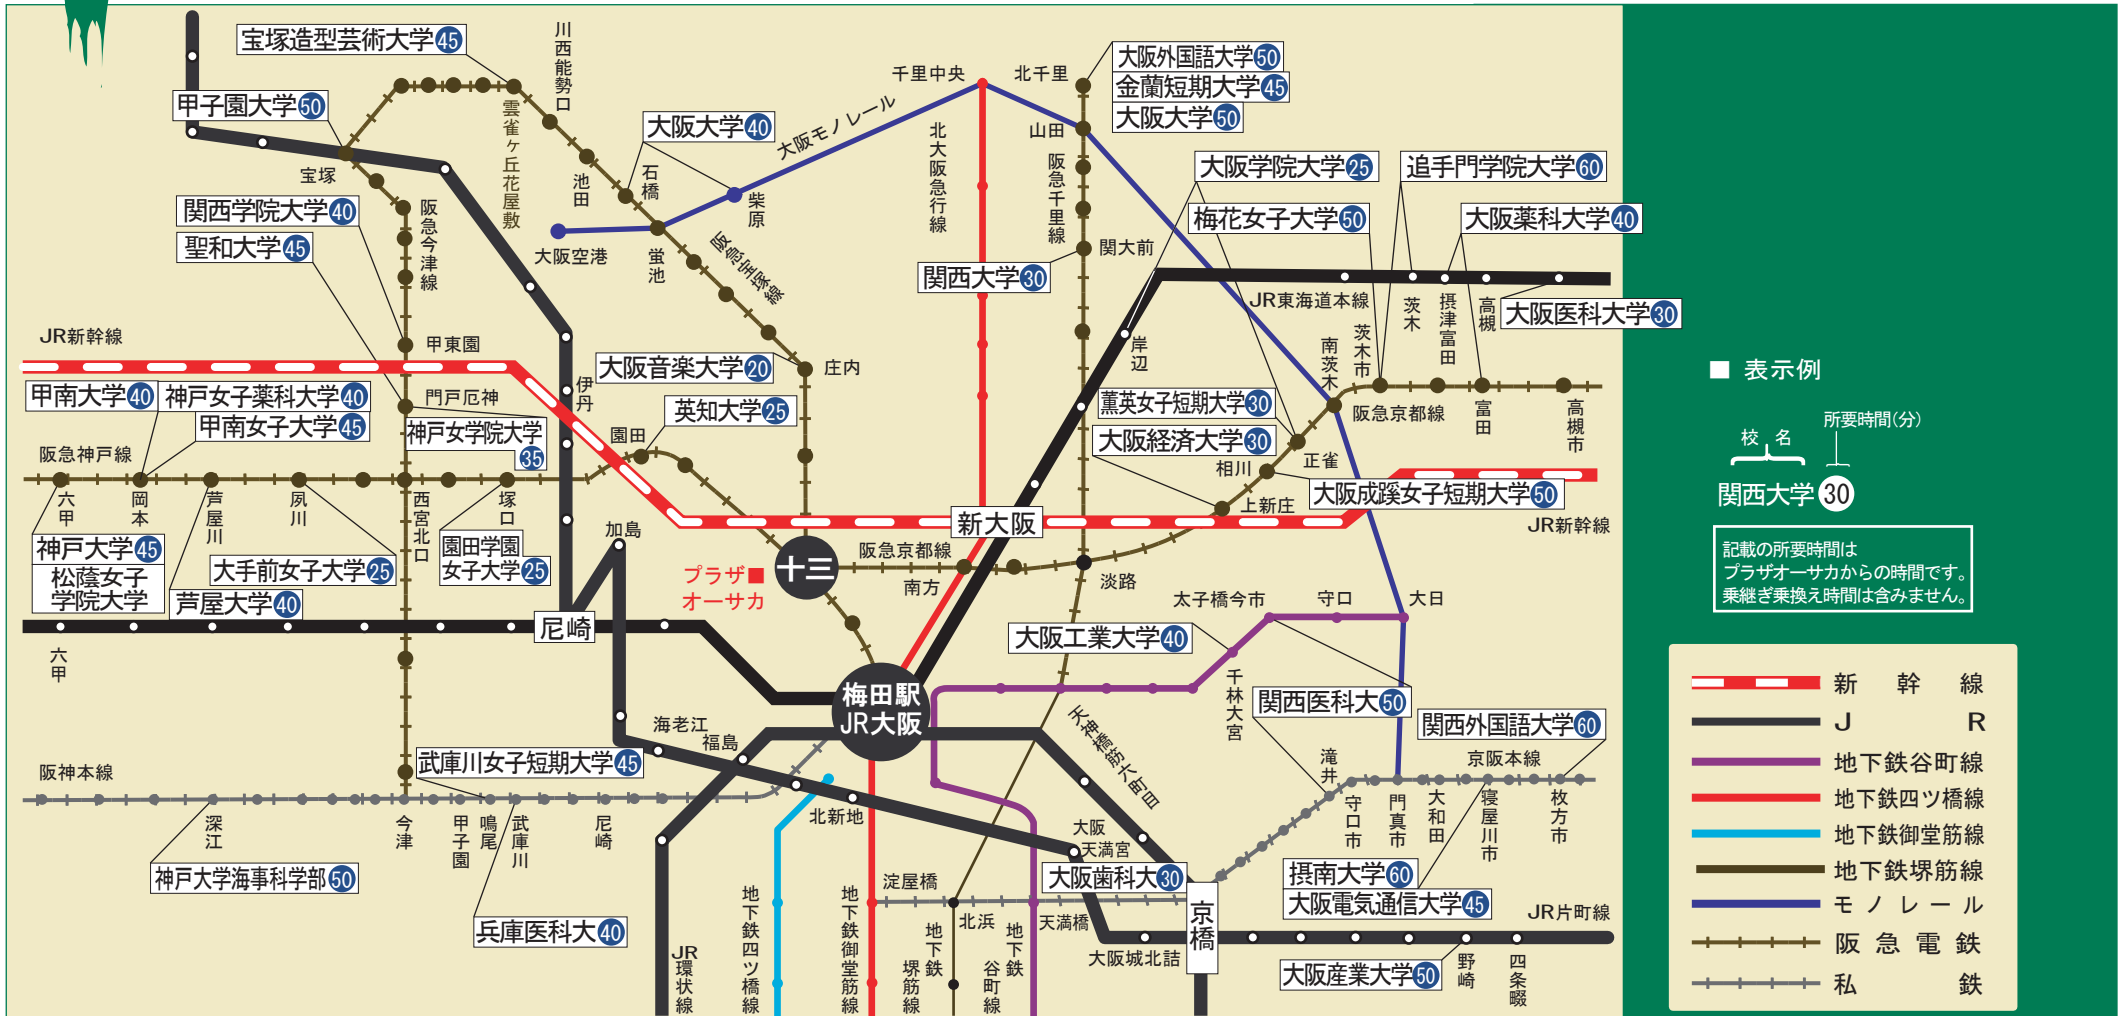 宝塚造型芸術大学45
川西能勢口
千里中央
北千里
大阪外国語大学50
金蘭短期大学45
大阪大学50
甲子園大学50
雲雀ヶ丘花屋敷
大阪大学40
大阪モノレール
北大阪急行線
山田
阪急千里線
大阪学院大学25
追手門学院大学60
宝塚
池田
石橋
柴原
関西学院大学40
阪急今津線
梅花女子大学50
大阪薬科大学40
聖和大学45
大阪空港
蛍池
阪急宝塚線
関大前
関西大学30
JR東海道本線
茨木
摂津富田
高槻
大阪医科大学30
JR新幹線
甲東園
伊丹
大阪音楽大学20
庄内
岸辺
南茨木
茨木市
甲南大学40
神戸女子薬科大学40
門戸厄神
英知大学25
薫英女子短期大学30
阪急京都線
富田
高槻市
甲南女子大学45
神戸女学院大学
35
園田
大阪経済大学30
相川
正雀
阪急神戸線
六甲
岡本
芦屋川
夙川
西宮北口
塚口
大阪成蹊女子短期大学50
上新庄
新大阪
JR新幹線
加島
神戸大学45
松蔭女子
学院大学
大手前女子大学25
園田学園
女子大学25
芦屋大学40
プラザ■
オーサカ
十三
阪急京都線
南方
淡路
太子橋今市
守口
大日
尼崎
大阪工業大学40
千林大宮
六甲
梅田駅
JR大阪
関西医科大50
関西外国語大学60
海老江
福島
天神橋筋六町目
滝井
京阪本線
阪神本線
武庫川女子短期大学45
北新地
守口市
門真市
大和田
寝屋川市
枚方市
深江
今津
甲子園
鳴尾
武庫川
尼崎
大阪
天満宮
神戸大学海事科学部50
大阪歯科大30
摂南大学60
大阪電気通信大学45
兵庫医科大40
淀屋橋
北浜
天満橋
京橋
JR片町線
JR
環状線
地下鉄四ツ橋線
地下鉄御堂筋線
地下鉄
堺筋線
地下鉄
谷町線
大阪城北詰
大阪産業大学50
野崎
四条畷
■ 表示例
所要時間(分)
校名
関西大学30
記載の所要時間は
プラザオーサカからの時間です。
乗継ぎ乗換え時間は含みません。
新幹線
JR
地下鉄谷町線
地下鉄四ツ橋線
地下鉄御堂筋線
地下鉄堺筋線
モノレール
阪急電鉄
私鉄